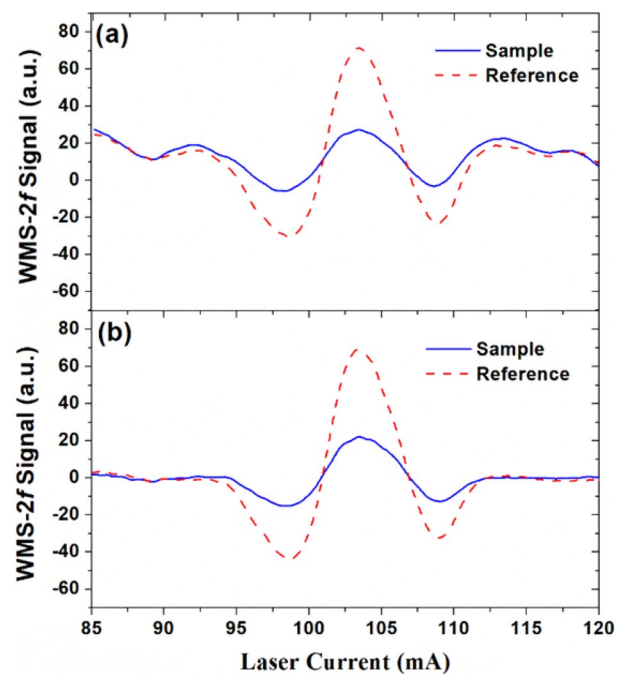 (a)
Sample
Reference
80
60
40
20
0
-20
-40
-60
WMS-2f Signal (a.u.)
(b)
Sample
Reference
80
60
40
20
0
-20
-40
-60
WMS-2f Signal (a.u.)
85 90 95 100 105 110 115 120
Laser Current (mA)